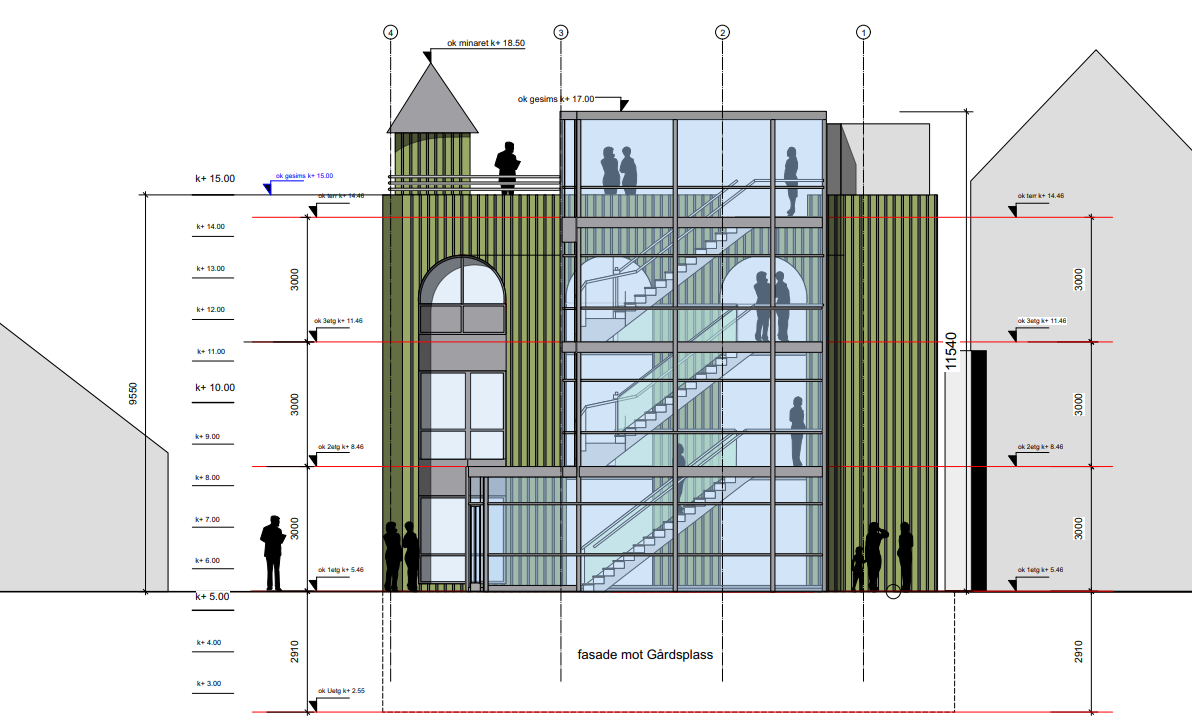 4
3
2
1
ok minaret k+ 18.50
ok gesims k+ 17.00
k+ 15.00
ok gesims k+ 15.00
ok terr k+ 14.46
ok terr k+ 14.46
k+ 14.00
k+ 13.00
3000
3000
k+ 12.00
ok 3etg k+ 11.46
ok 3etg k+ 11.46
k+ 11.00
11540
k+ 10.00
9550
3000
3000
k+ 9.00
ok 2etg k+ 8.46
ok 2etg k+ 8.46
k+ 8.00
k+ 7.00
3000
3000
k+ 6.00
ok 1etg k+ 5.46
ok 1etg k+ 5.46
k+ 5.00
k+ 4.00
2910
fasade mot Gårdsplass
2910
k+ 3.00
ok Uetg k+ 2.55